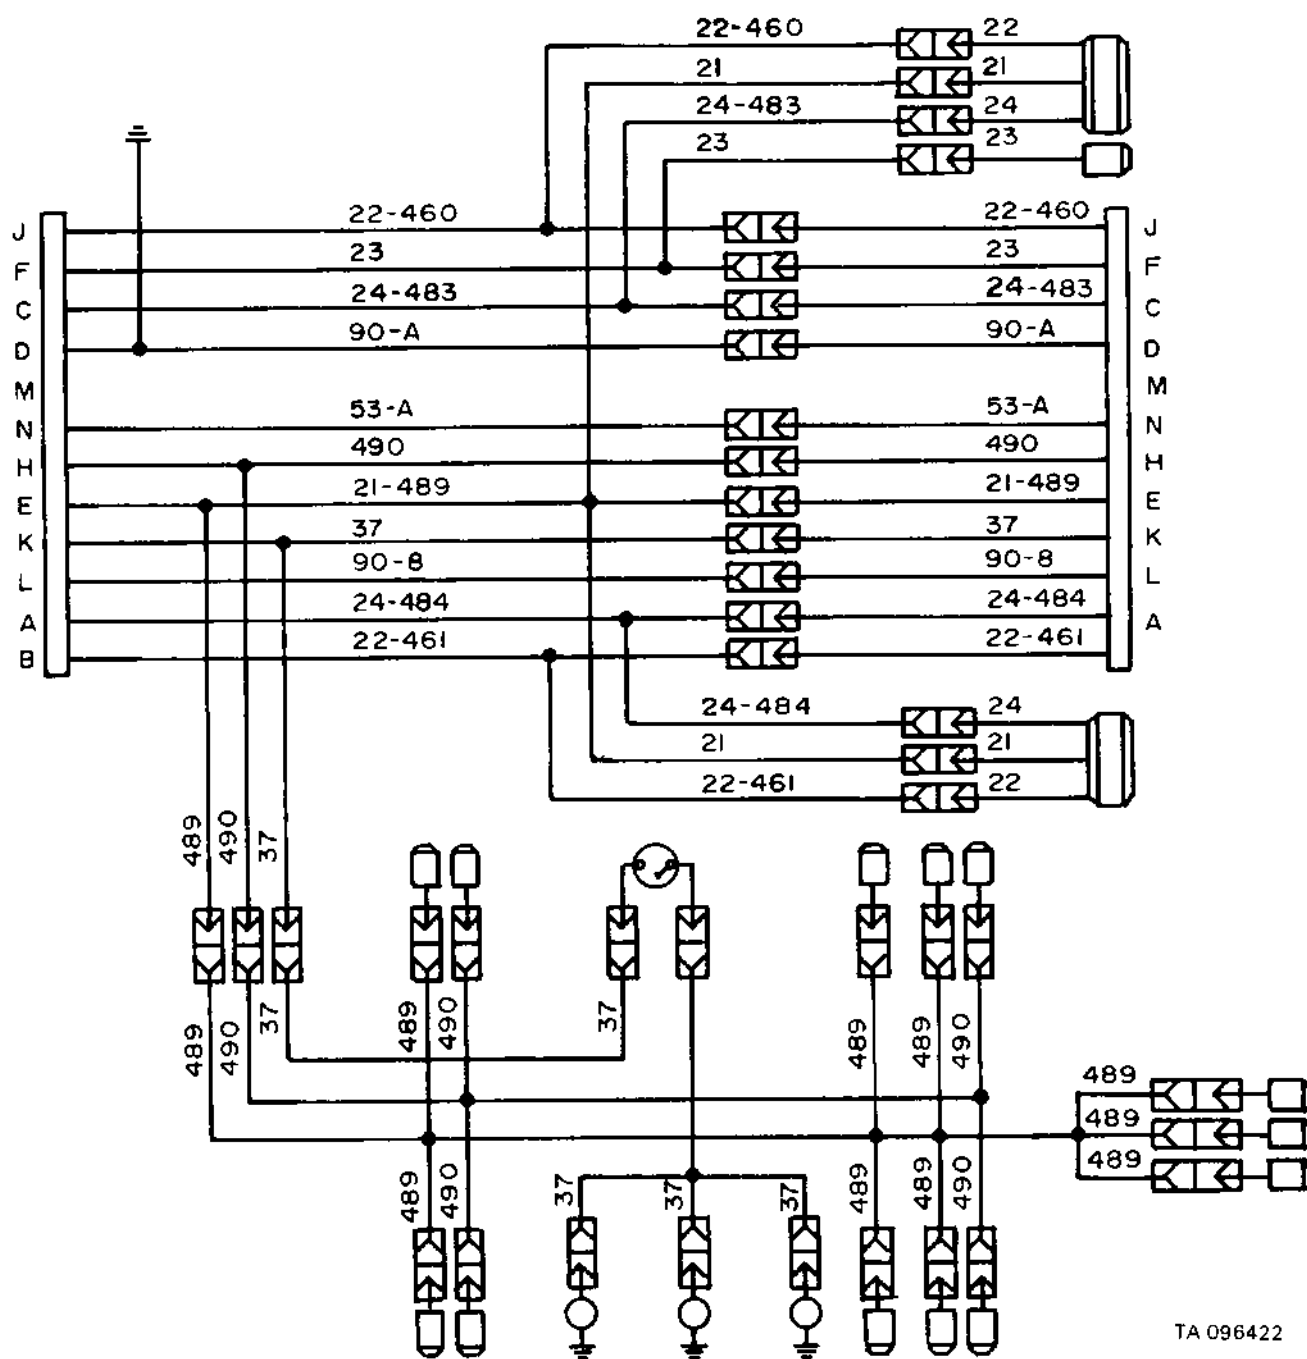 22-460 22
21 21
24-483 24
23 23
J 22-460 22-460 J
F 23 23 F
C 24-483 24-483 C
D 90-A 90-A D
M M
N 53-A 53-A N
H 490 490 H
E 21-489 21-489 E
K 37 37 K
L 90-8 90-8 L
A 24-484 24-484 A
B 22-461 22-461
24-484 24
21 21
22-461 22
489 490 37
489 490 37 489 490 37 489 489 490
489
489
489
489 490 37 37 37 489 489 490
TA 096422